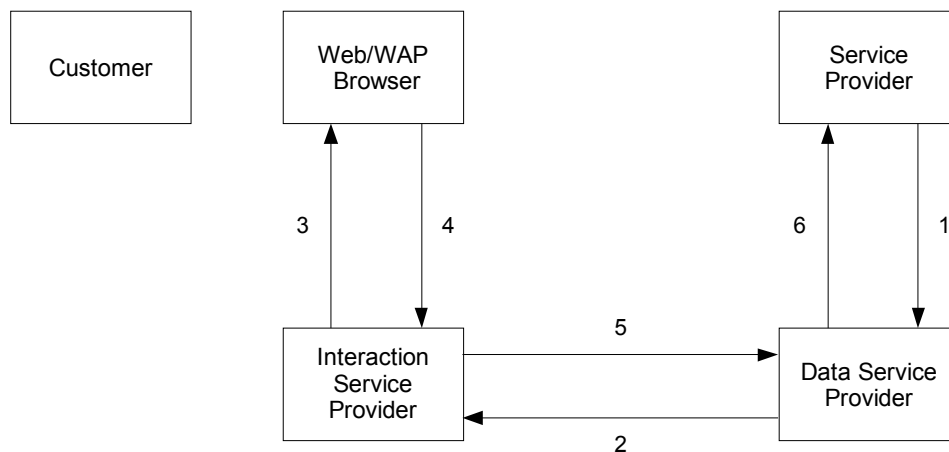 Customer
Web/WAP
Browser
Service
Provider
3
4
6
1
5
Interaction
Service
Provider
Data Service
Provider
2